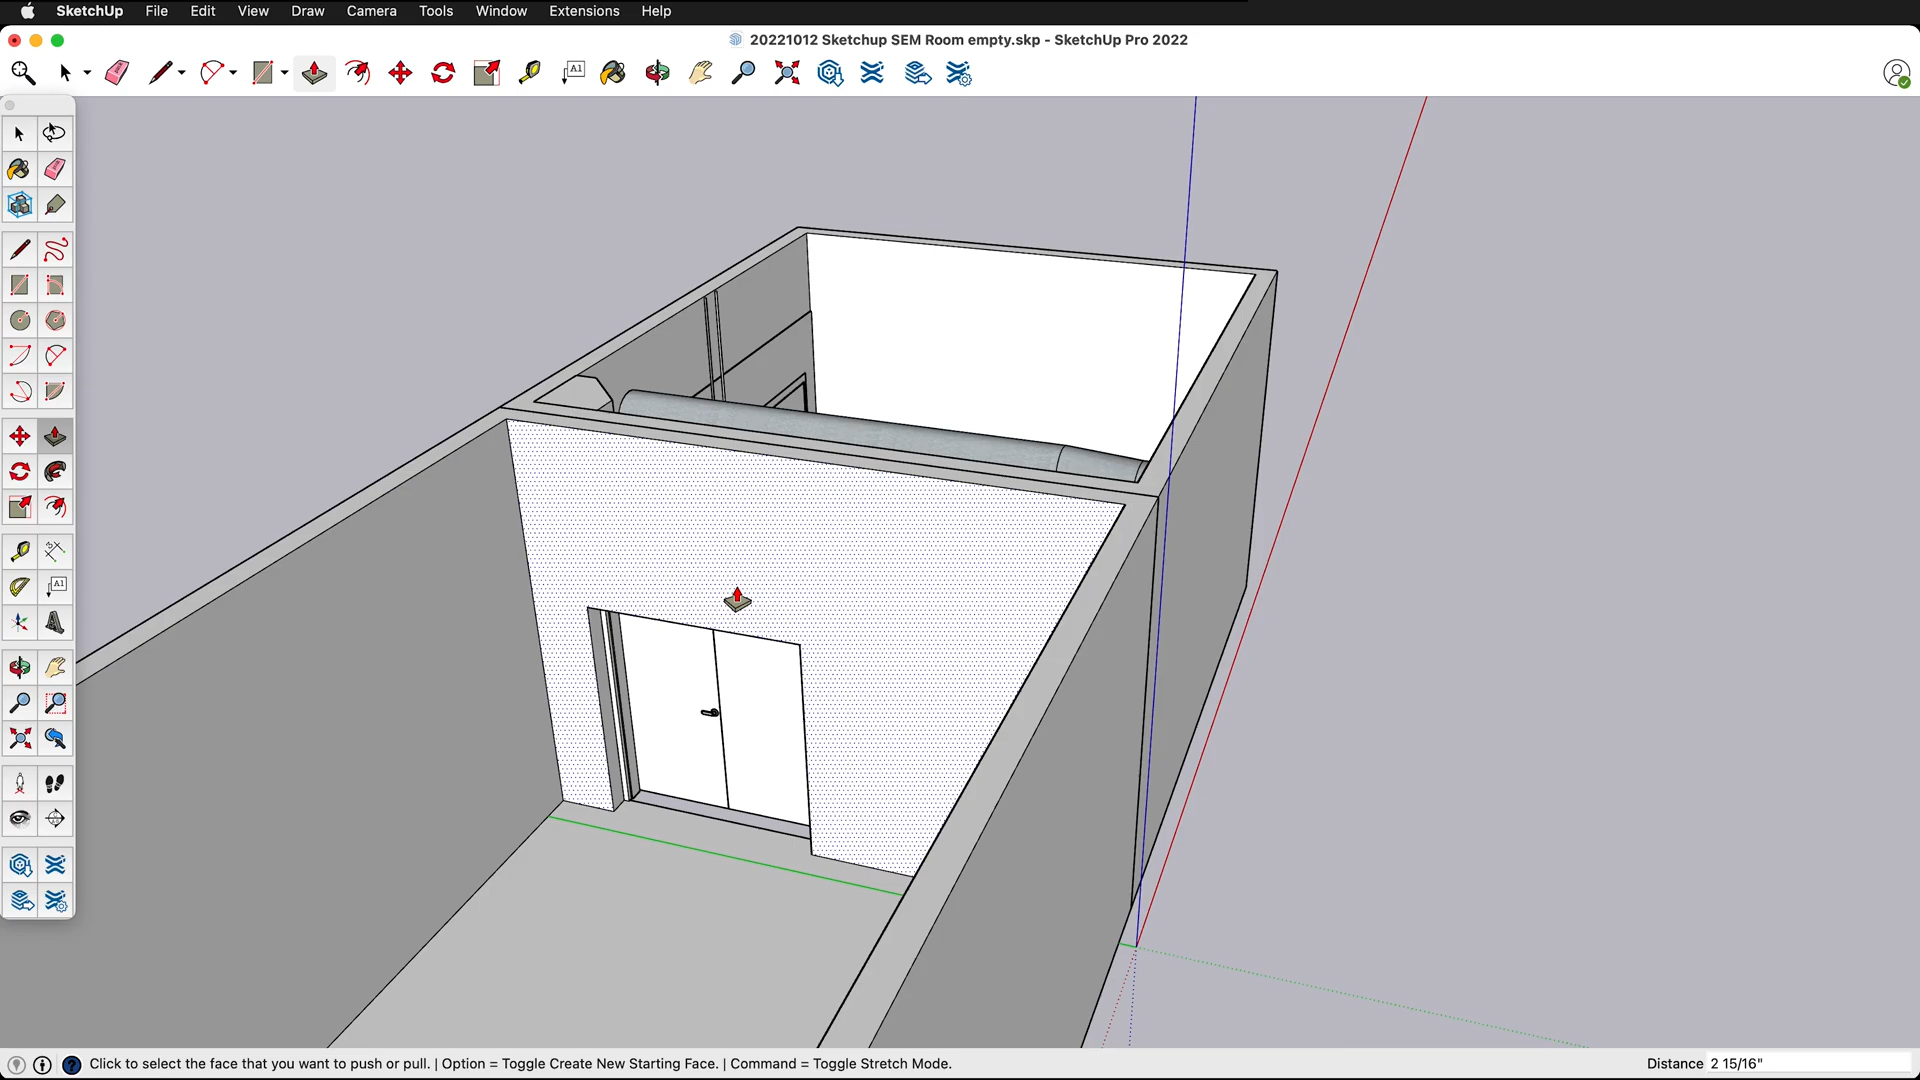 SketchUp File Edit View Draw Camera Tools Window Extensions Help
20221012 Sketchup SEM Room empty.skp - SketchUp Pro 2022
A1
A1
Click to select the face that you want to push or pull. | Option = Toggle Create New Starting Face. | Command = Toggle Stretch Mode.
Distance 2 15/16"